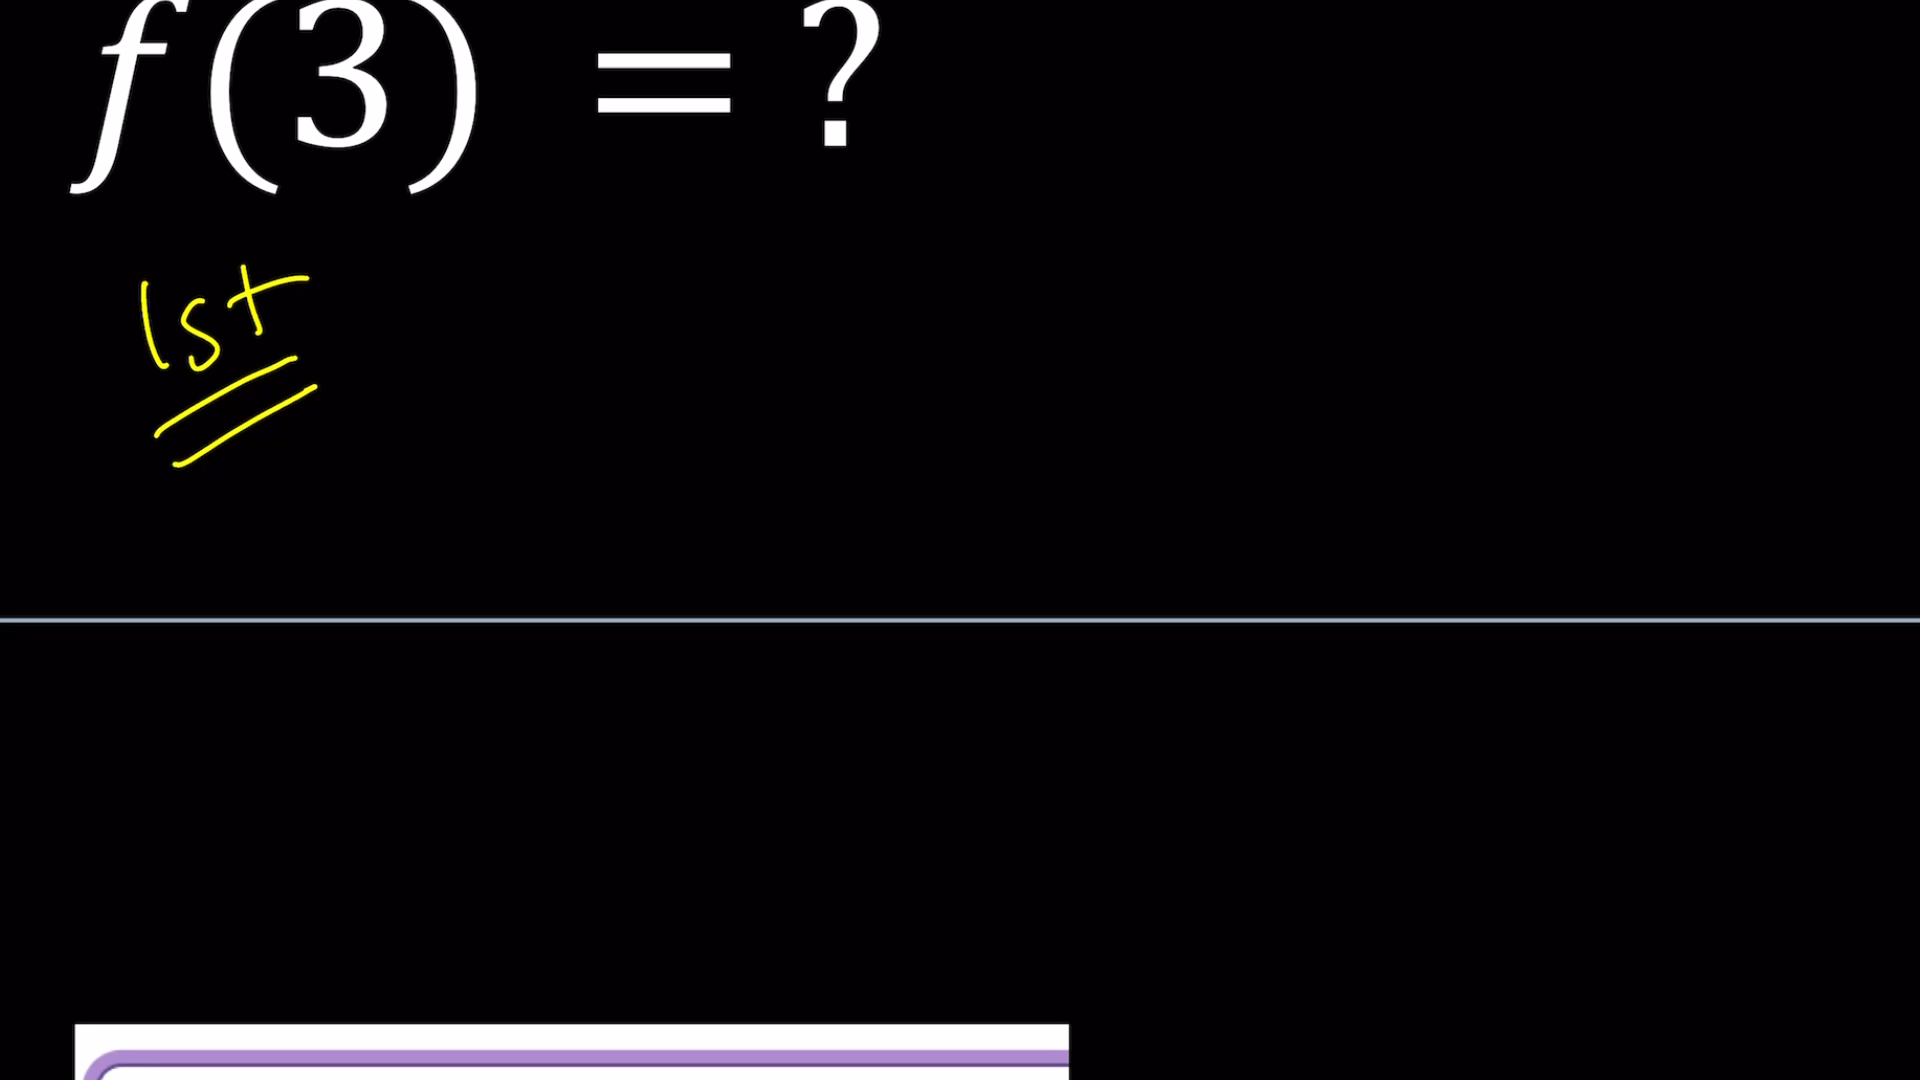 f(3) = ?
1st